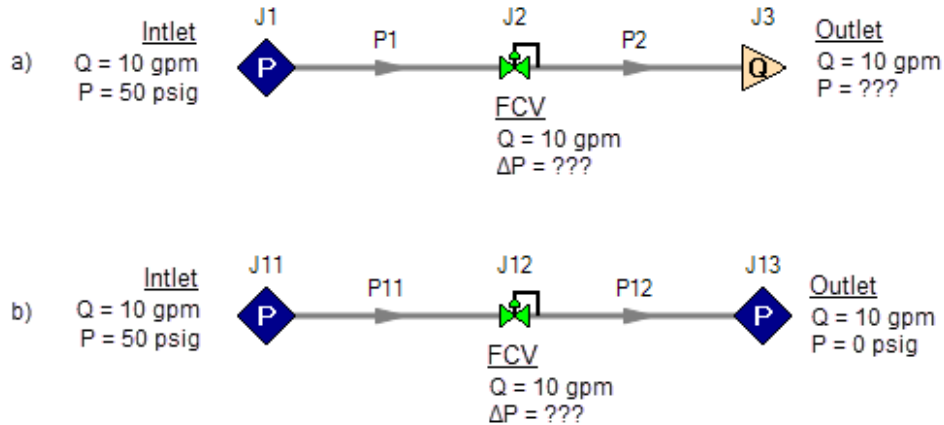 J1
J2
J3
Intlet
P1
P2
Outlet
a)
Q = 10 gpm
P = 50 psig
P
Q
Q = 10 gpm
P = ???
FCV
Q = 10 gpm
ΔP = ???
J11
J12
J13
Intlet
P11
P12
Outlet
b)
Q = 10 gpm
P = 50 psig
P
P
Q = 10 gpm
P = 0 psig
FCV
Q = 10 gpm
ΔP = ???